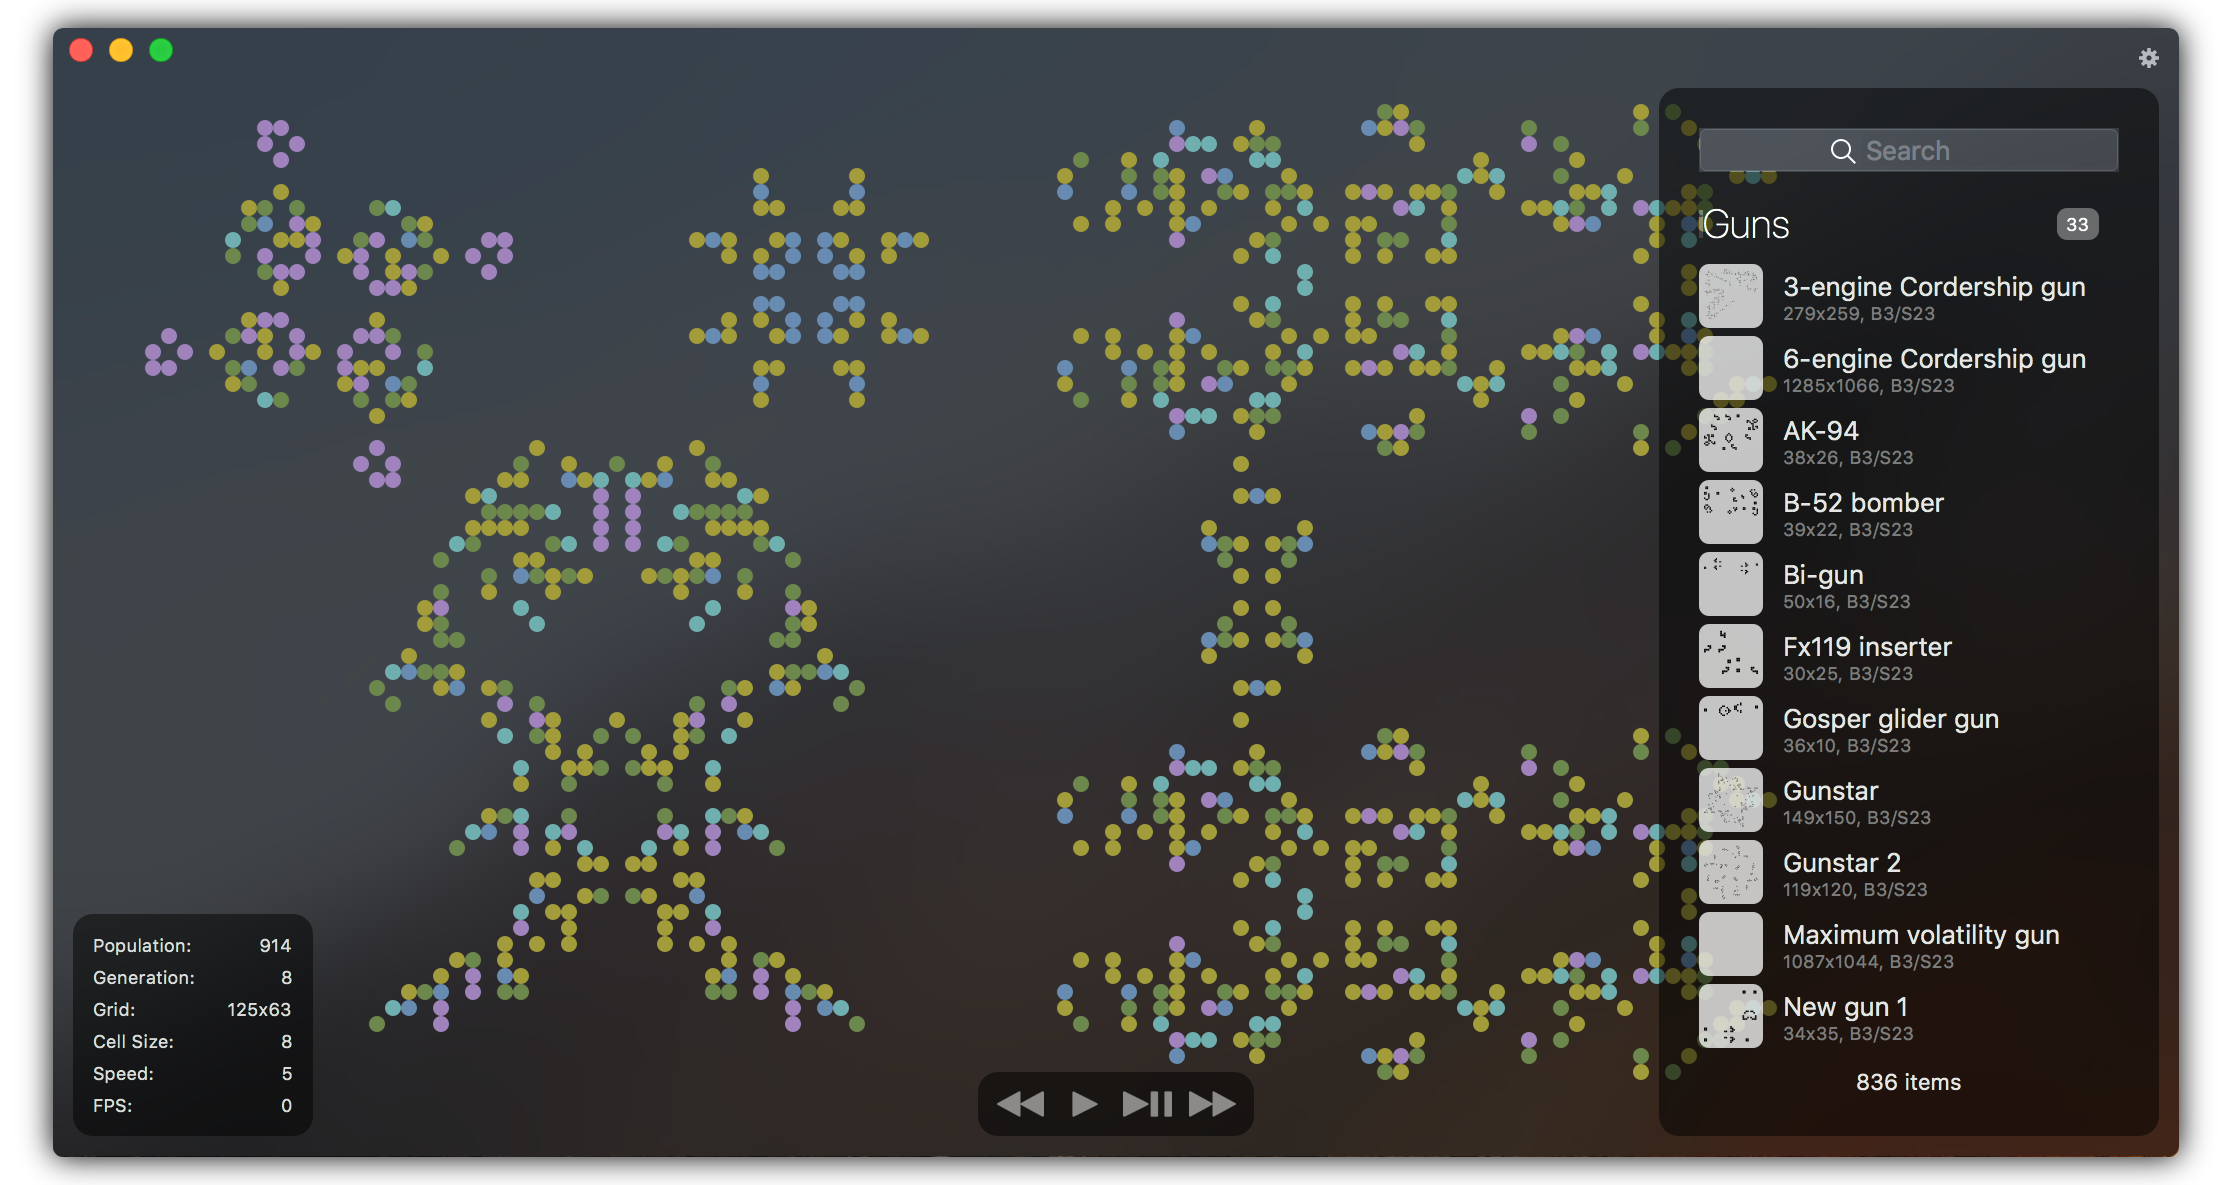 Search
Guns 33
3-engine Cordership gun
279x259, B3/S23
6-engine Cordership gun
1285x1066, B3/S23
AK-94
38x26, B3/S23
B-52 bomber
39x22, B3/S23
Bi-gun
50x16, B3/S23
Fx119 inserter
30x25, B3/S23
Gosper glider gun
36x10, B3/S23
Gunstar
149x150, B3/S23
Gunstar 2
119x120, B3/S23
Maximum volatility gun
1087x1044, B3/S23
New gun 1
34x35, B3/S23
836 items
Population: 914
Generation: 8
Grid: 125x63
Cell Size: 8
Speed: 5
FPS: 0